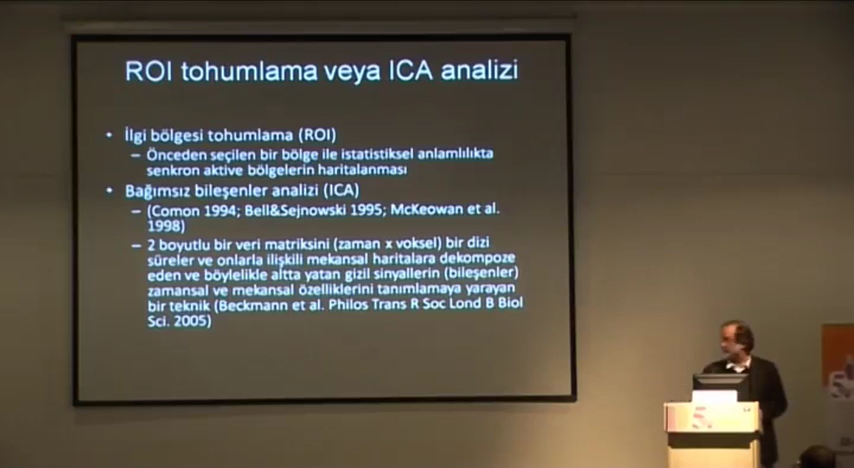 ROI tohumlama veya ICA analizi
• İlgi bölgesi tohumlama (ROI)
– Önceden seçilen bir bölge ile istatistiksel anlamlılıkta
senkron aktive bölgelerin haritalanması
• Bağımsız bileşenler analizi (ICA)
– (Comon 1994; Bell&Sejnowski 1995; McKeowan et al.
1998)
– 2 boyutlu bir veri matriksini (zaman x voksel) bir dizi
süreler ve onlarla ilişkili mekansal haritalara dekompoze
eden ve böylelikle altta yatan gizil sinyallerin (bileşenler)
zamansal ve mekansal özelliklerini tanımlamaya yarayan
bir teknik (Beckmann et al. Philos Trans R Soc Lond B Biol
Sci. 2005)